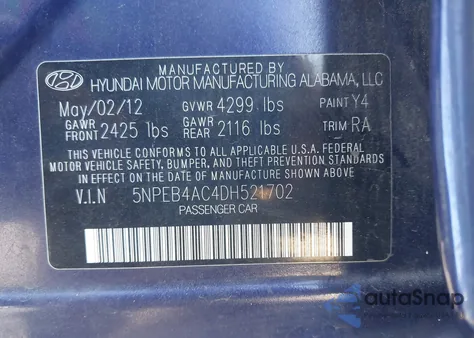 MANUFACTURED BY
HYUNDAI MOTOR MANUFACTURING ALABAMA, LLC
May/02/12 GVWR 4299 lbs PAINT Y4
GAWR FRONT 2425 lbs GAWR REAR 2116 lbs TRIM RA
THIS VEHICLE CONFORMS TO ALL APPLICABLE U.S.A. FEDERAL
MOTOR VEHICLE SAFETY, BUMPER, AND THEFT PREVENTION
STANDARDS IN EFFECT ON THE DATE OF MANUFACTURE SHOWN ABOVE.
V.I.N 5NPEB4AC4DH521702
PASSENGER CAR
autoSnap